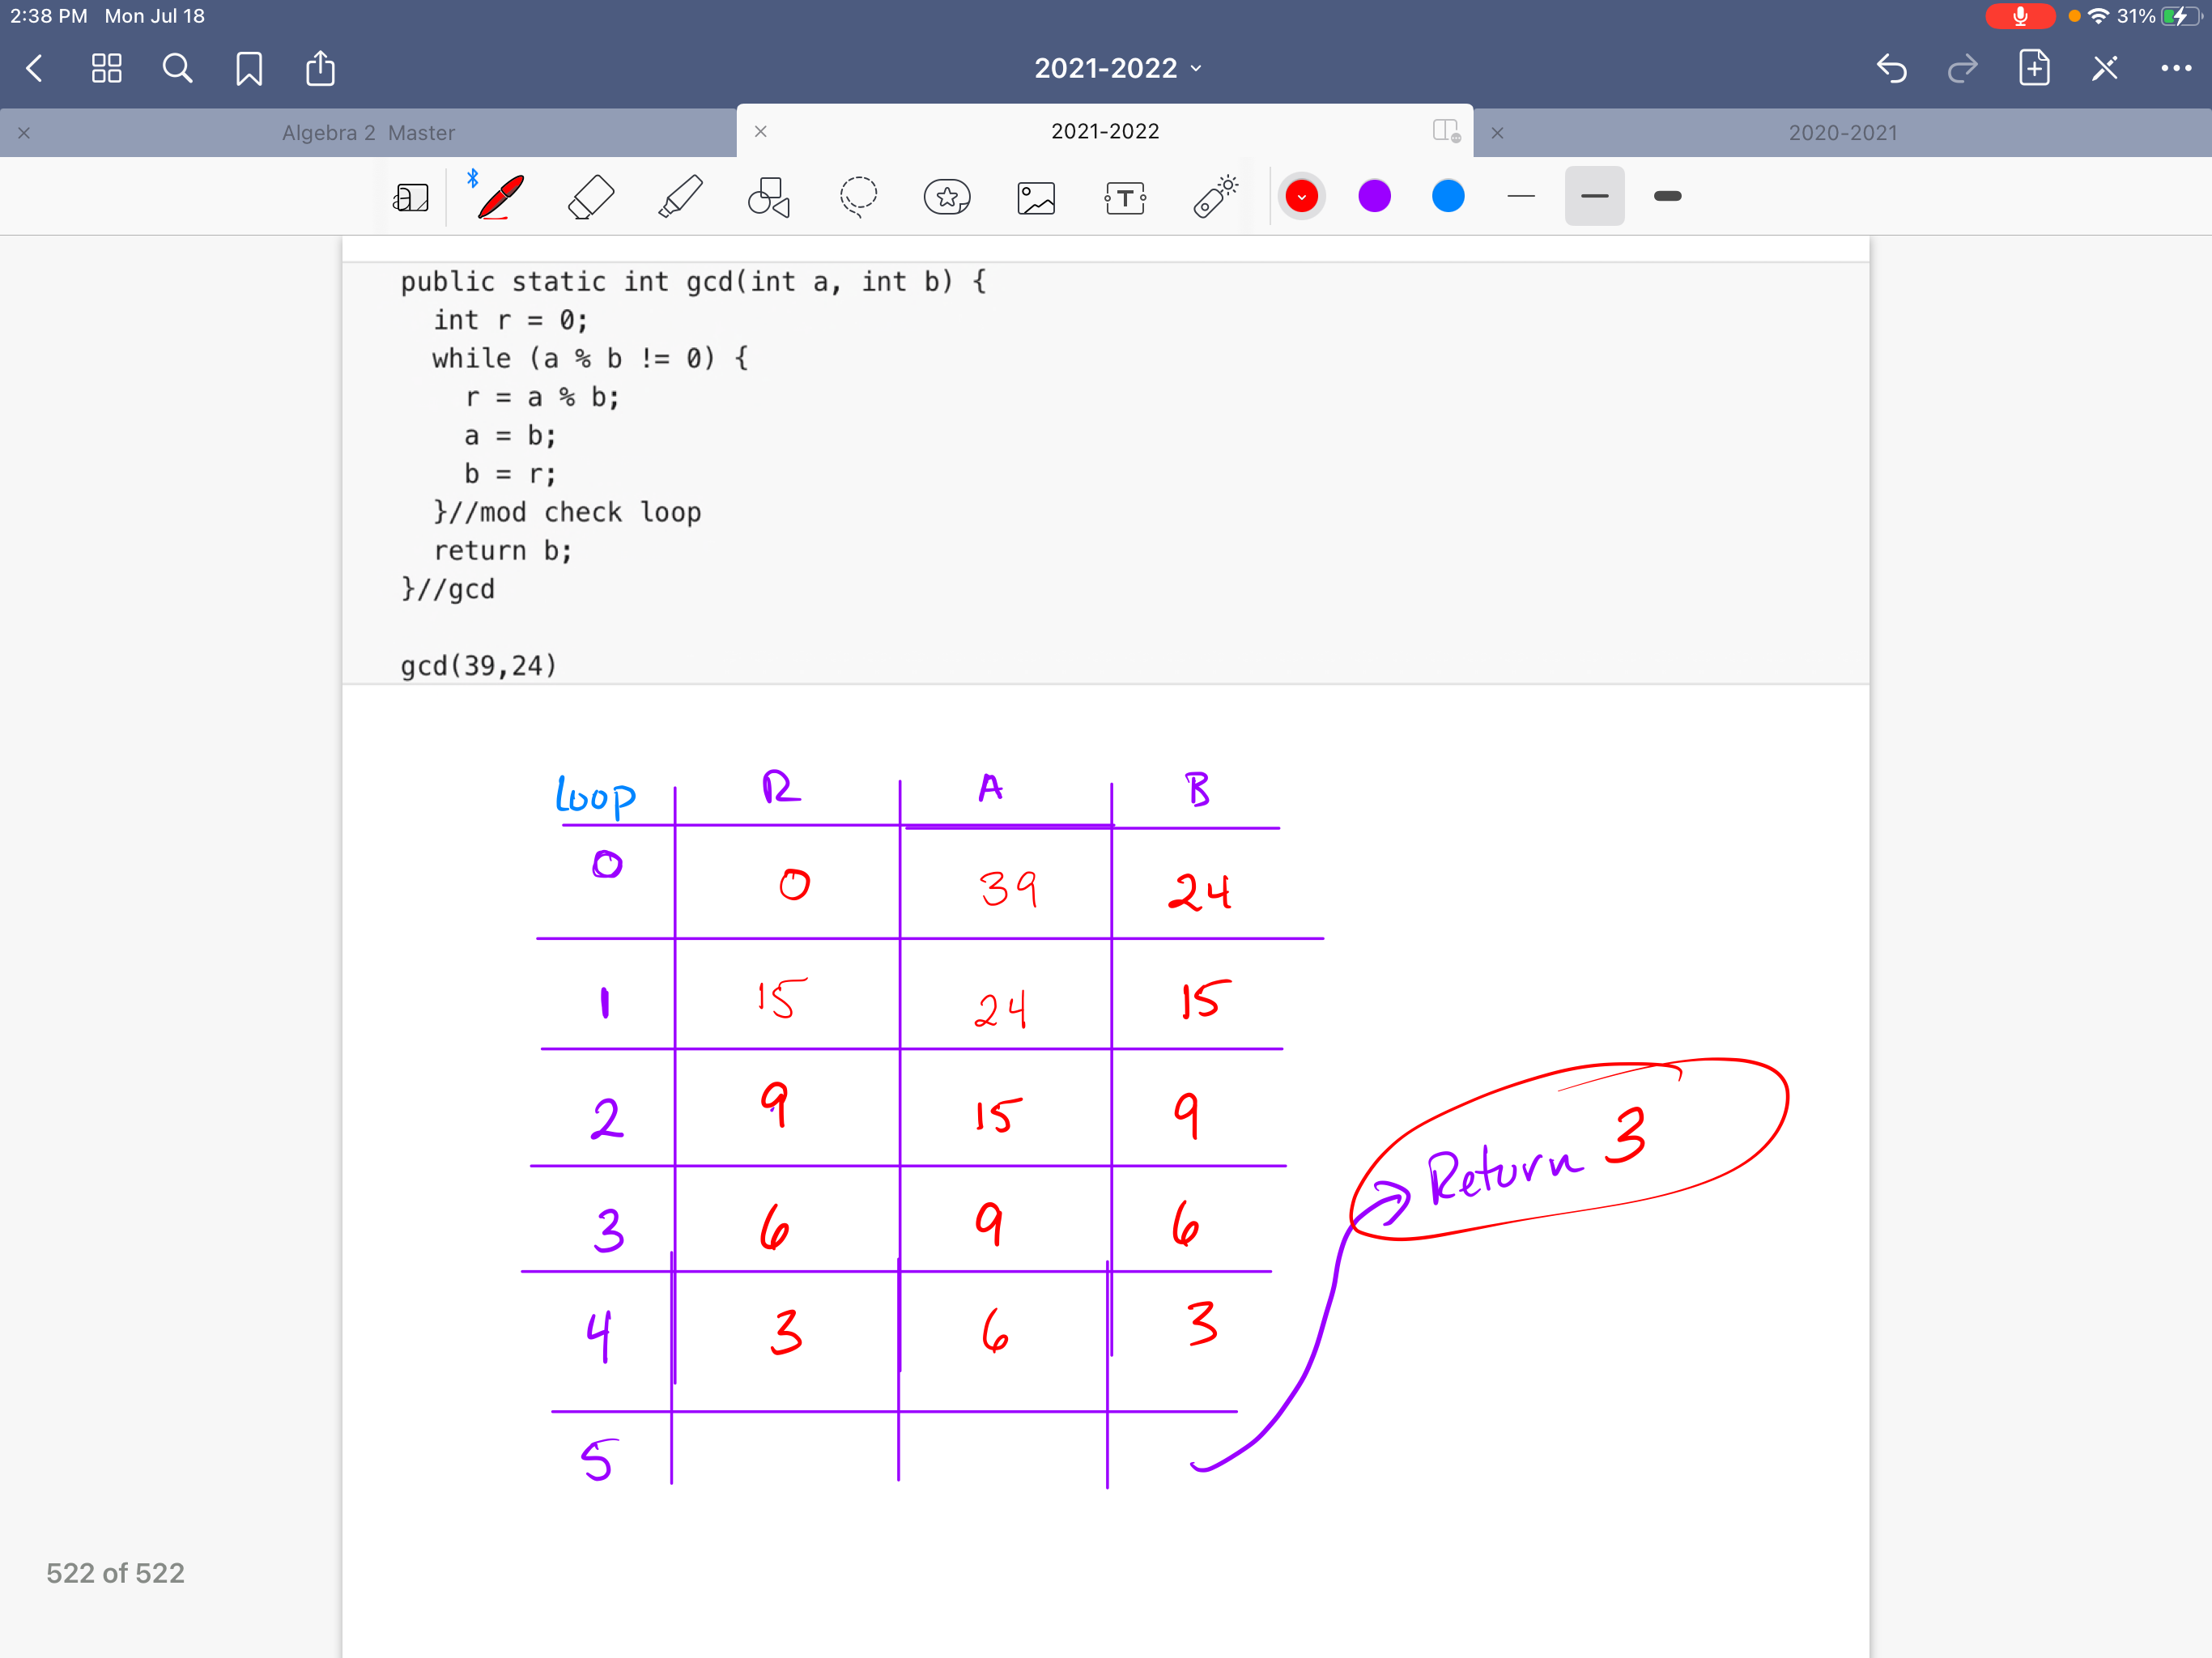 2:38 PM Mon Jul 18
31%
2021-2022
Algebra 2 Master
2021-2022
2020-2021
public static int gcd(int a, int b) {
int r = 0;
while (a % b != 0) {
r = a % b;
a = b;
b = r;
}//mod check loop
return b;
}//gcd
gcd(39,24)
Loop R A B
0 0 39 24
1 15 24 15
2 9 15 9
3 6 9 6
4 3 6 3
5
Return 3
522 of 522